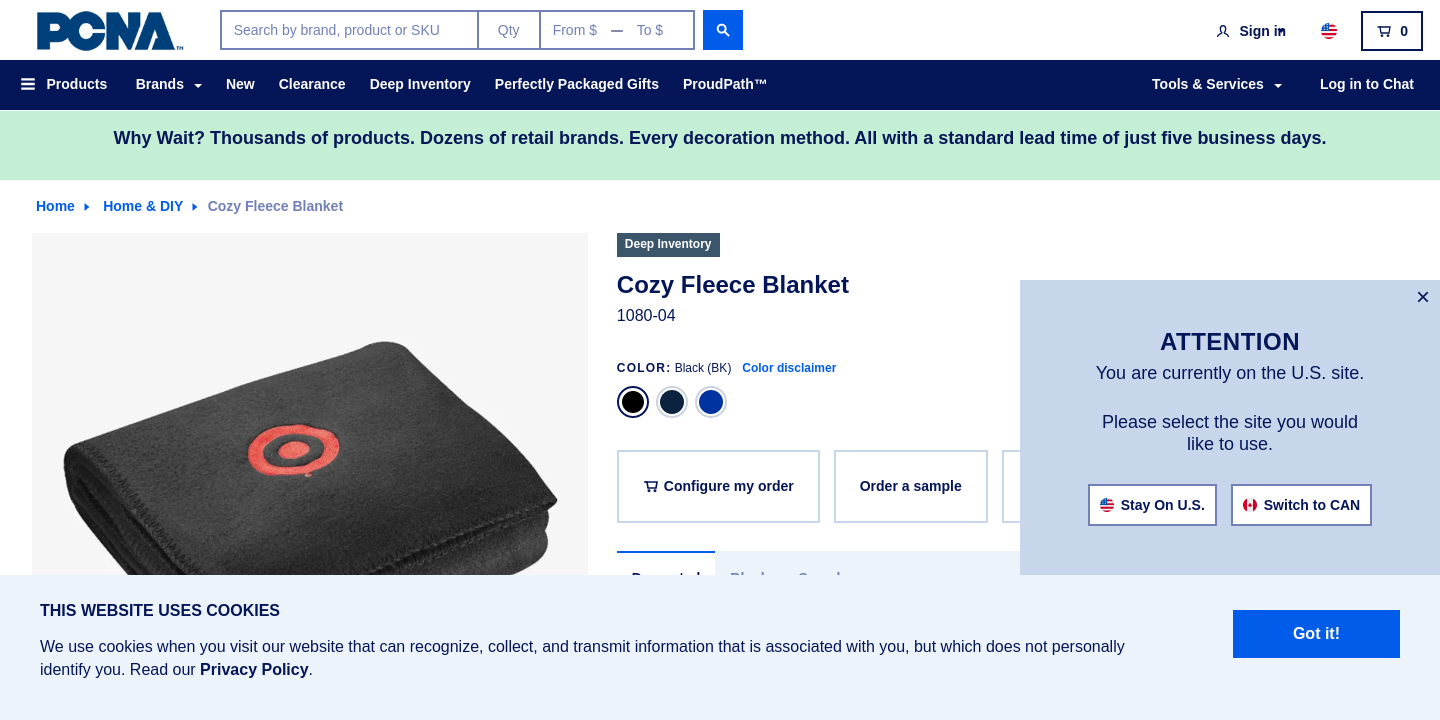 PCNA™
Search by brand, product or SKU
Qty
From $ — To $
Sign in
0
Products
Brands
New
Clearance
Deep Inventory
Perfectly Packaged Gifts
ProudPath™
Tools & Services
Log in to Chat
Why Wait? Thousands of products. Dozens of retail brands. Every decoration method. All with a standard lead time of just five business days.
Home
Home & DIY
Cozy Fleece Blanket
Deep Inventory
Cozy Fleece Blanket
1080-04
COLOR: Black (BK) Color disclaimer
Configure my order
Order a sample
×
ATTENTION
You are currently on the U.S. site.
Please select the site you would
like to use.
Stay On U.S.
Switch to CAN
THIS WEBSITE USES COOKIES
We use cookies when you visit our website that can recognize, collect, and transmit information that is associated with you, but which does not personally
identify you. Read our Privacy Policy.
Got it!